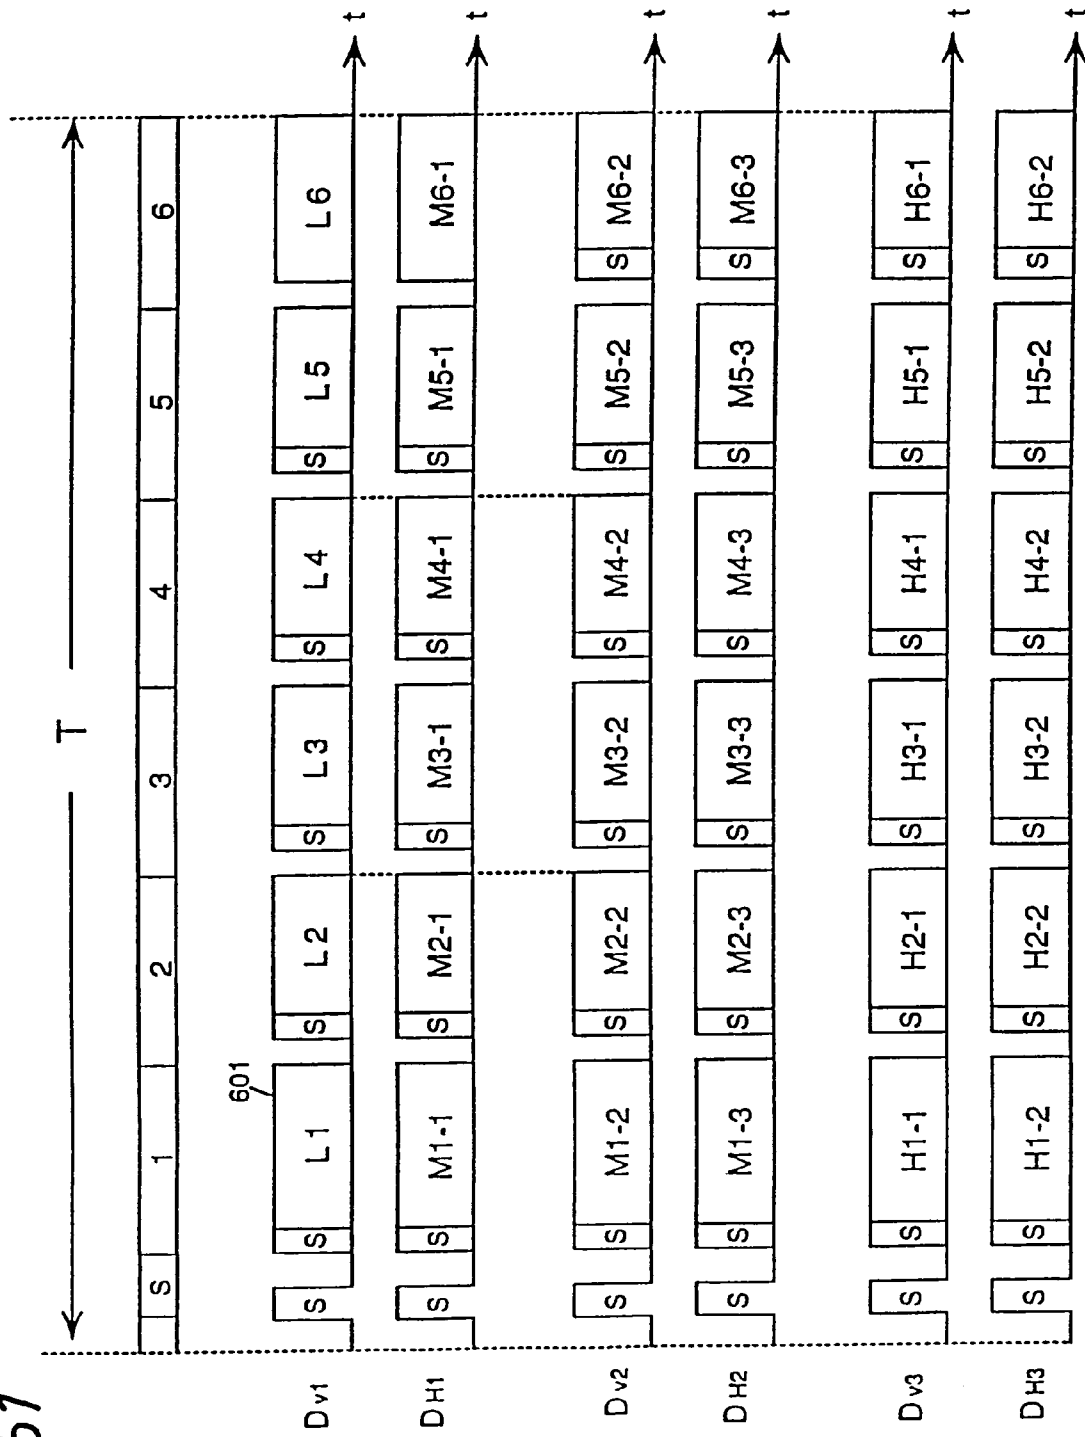 T
S 1 2 3 4 5 6
601
Dv1 S S L1 S L2 S L3 S L4 S L5 L6 t
DH1 S S M1-1 S M2-1 S M3-1 S M4-1 S M5-1 M6-1 t
Dv2 S S M1-2 S M2-2 S M3-2 S M4-2 S M5-2 S M6-2 t
DH2 S S M1-3 S M2-3 S M3-3 S M4-3 S M5-3 S M6-3 t
Dv3 S S H1-1 S H2-1 S H3-1 S H4-1 S H5-1 S H6-1 t
DH3 S S H1-2 S H2-2 S H3-2 S H4-2 S H5-2 S H6-2 t